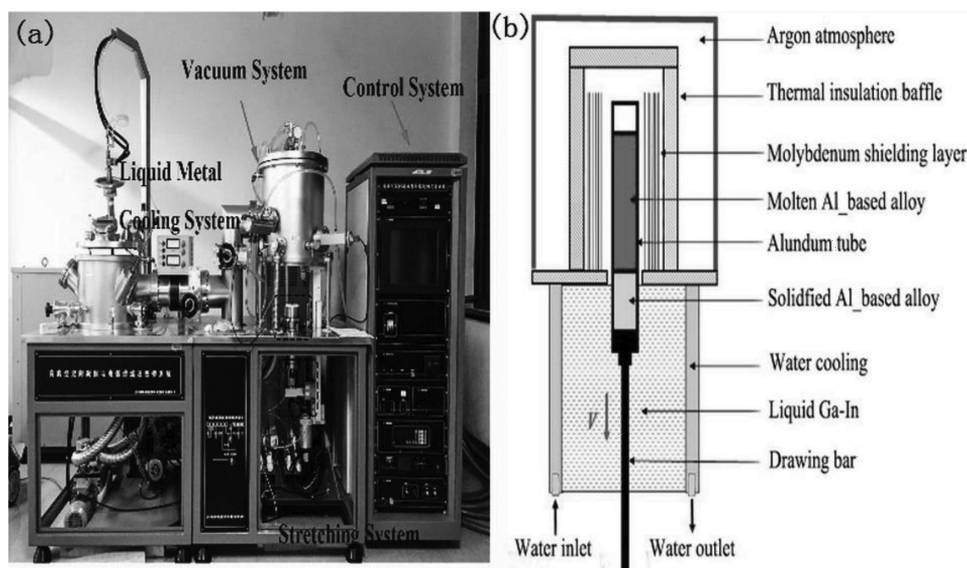 (a)
Vacuum System
Control System
Liquid Metal
Cooling System
Stretching System
(b)
Argon atmosphere
Thermal insulation baffle
Molybdenum shielding layer
Molten Al_based alloy
Alundum tube
Solidfied Al_based alloy
Water cooling
Liquid Ga-In
V
Drawing bar
Water inlet
Water outlet